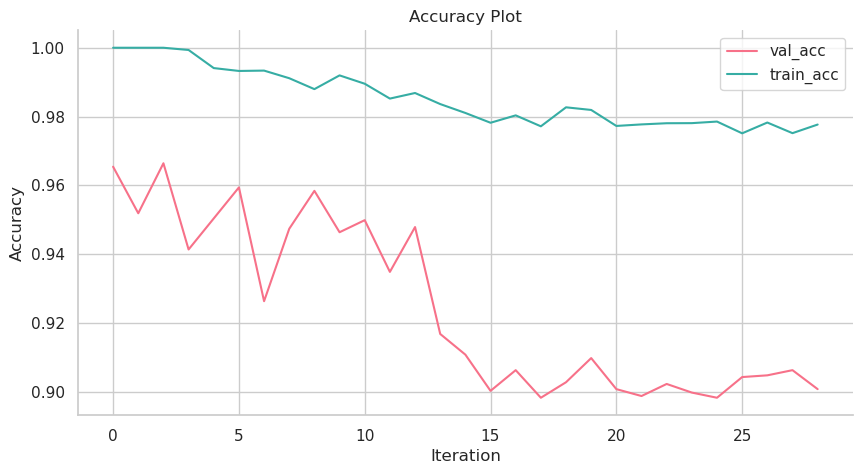 Accuracy Plot
val_acc
train_acc
1.00
0.98
0.96
0.94
0.92
0.90
Accuracy
0 5 10 15 20 25
Iteration